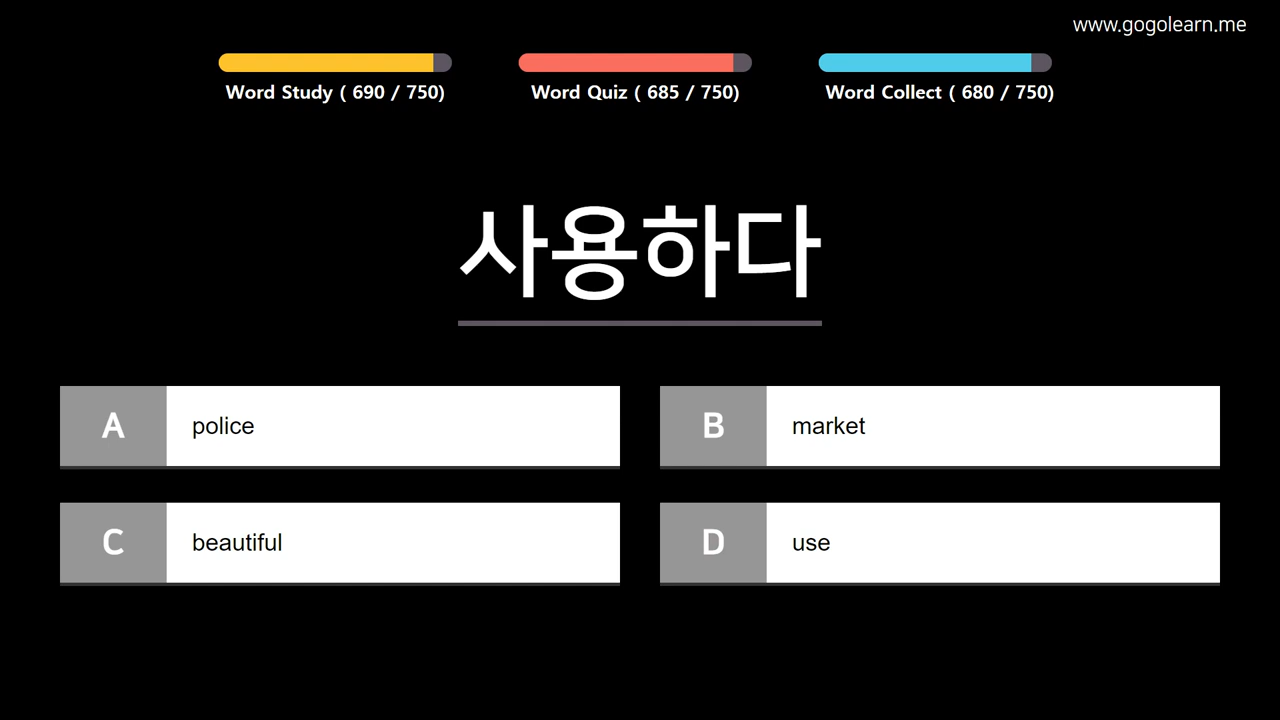 www.gogolearn.me
Word Study ( 690 / 750)
Word Quiz ( 685 / 750)
Word Collect ( 680 / 750)
사용하다
A police
B market
C beautiful
D use